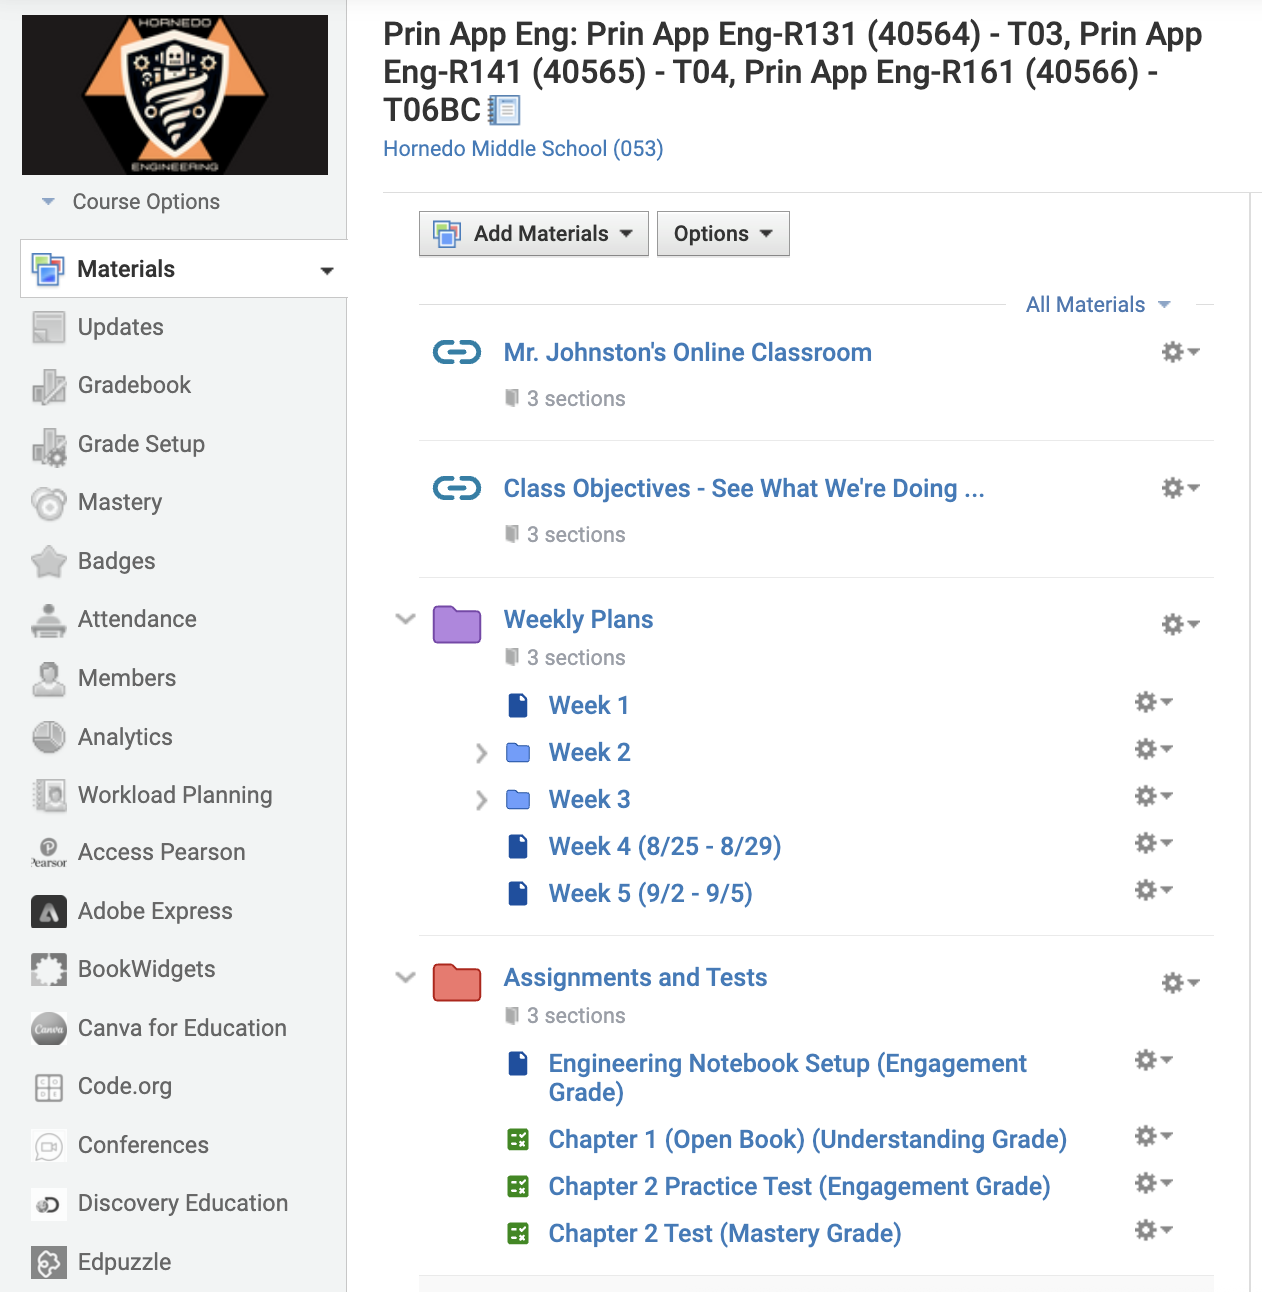 HORNEDO
ENGINEERING
Course Options
Materials
Updates
Gradebook
Grade Setup
Mastery
Badges
Attendance
Members
Analytics
Workload Planning
Pearson
Access Pearson
Adobe Express
BookWidgets
Canva
Canva for Education
Code.org
Conferences
Discovery Education
Edpuzzle
Prin App Eng: Prin App Eng-R131 (40564) - T03, Prin App
Eng-R141 (40565) - T04, Prin App Eng-R161 (40566) -
T06BC
Hornedo Middle School (053)
Add Materials
Options
All Materials
Mr. Johnston's Online Classroom
3 sections
Class Objectives - See What We're Doing ...
3 sections
Weekly Plans
3 sections
Week 1
Week 2
Week 3
Week 4 (8/25 - 8/29)
Week 5 (9/2 - 9/5)
Assignments and Tests
3 sections
Engineering Notebook Setup (Engagement
Grade)
Chapter 1 (Open Book) (Understanding Grade)
Chapter 2 Practice Test (Engagement Grade)
Chapter 2 Test (Mastery Grade)